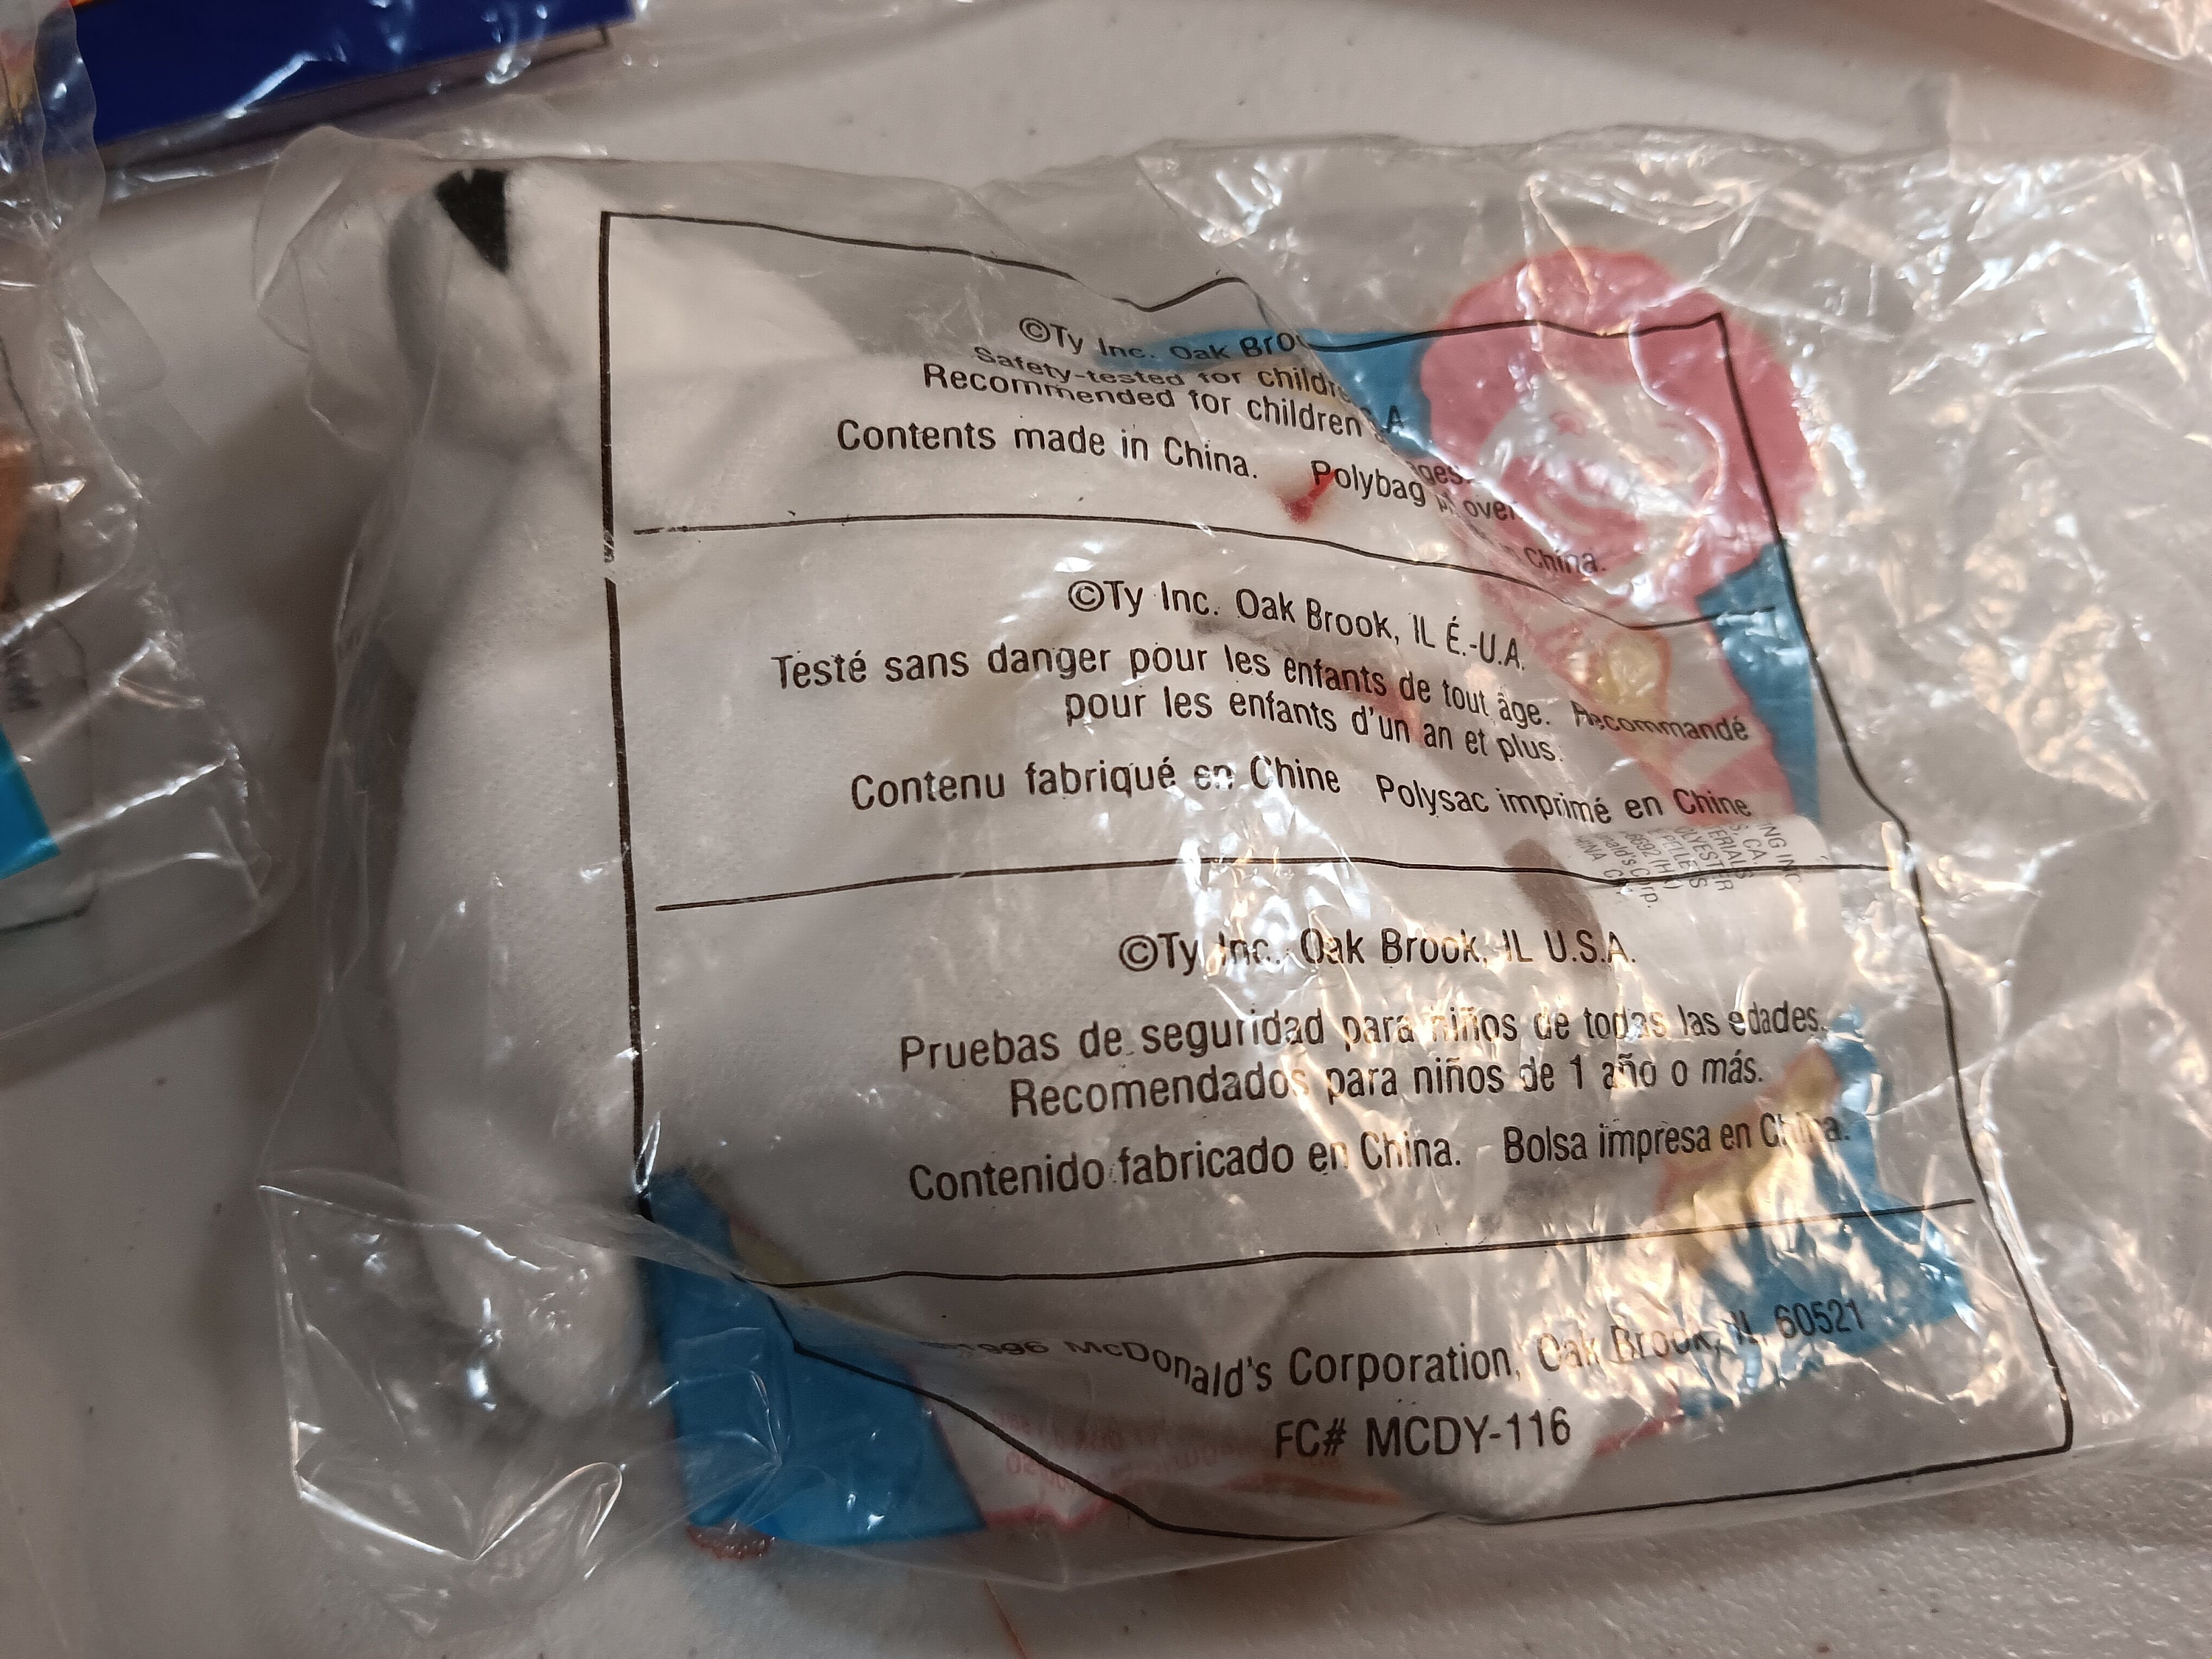 ©Ty Inc. Oak
Safety-tested for
Recommended for children
Contents made in China. Polybag
China.
©Ty Inc. Oak Brook, IL É.-U.A.
Testé sans danger pour les enfants de tout âge. Recommandé
pour les enfants d'un an et plus.
Contenu fabriqué en Chine Polysac imprimé en Chine
©Ty Inc. Oak Brook, IL U.S.A.
Pruebas de seguridad para niños de todas las edades.
Recomendados para niños de 1 año o más.
Contenido fabricado en China. Bolsa impresa en China.
McDonald's Corporation, Oak Brook, IL 60521
FC# MCDY-116